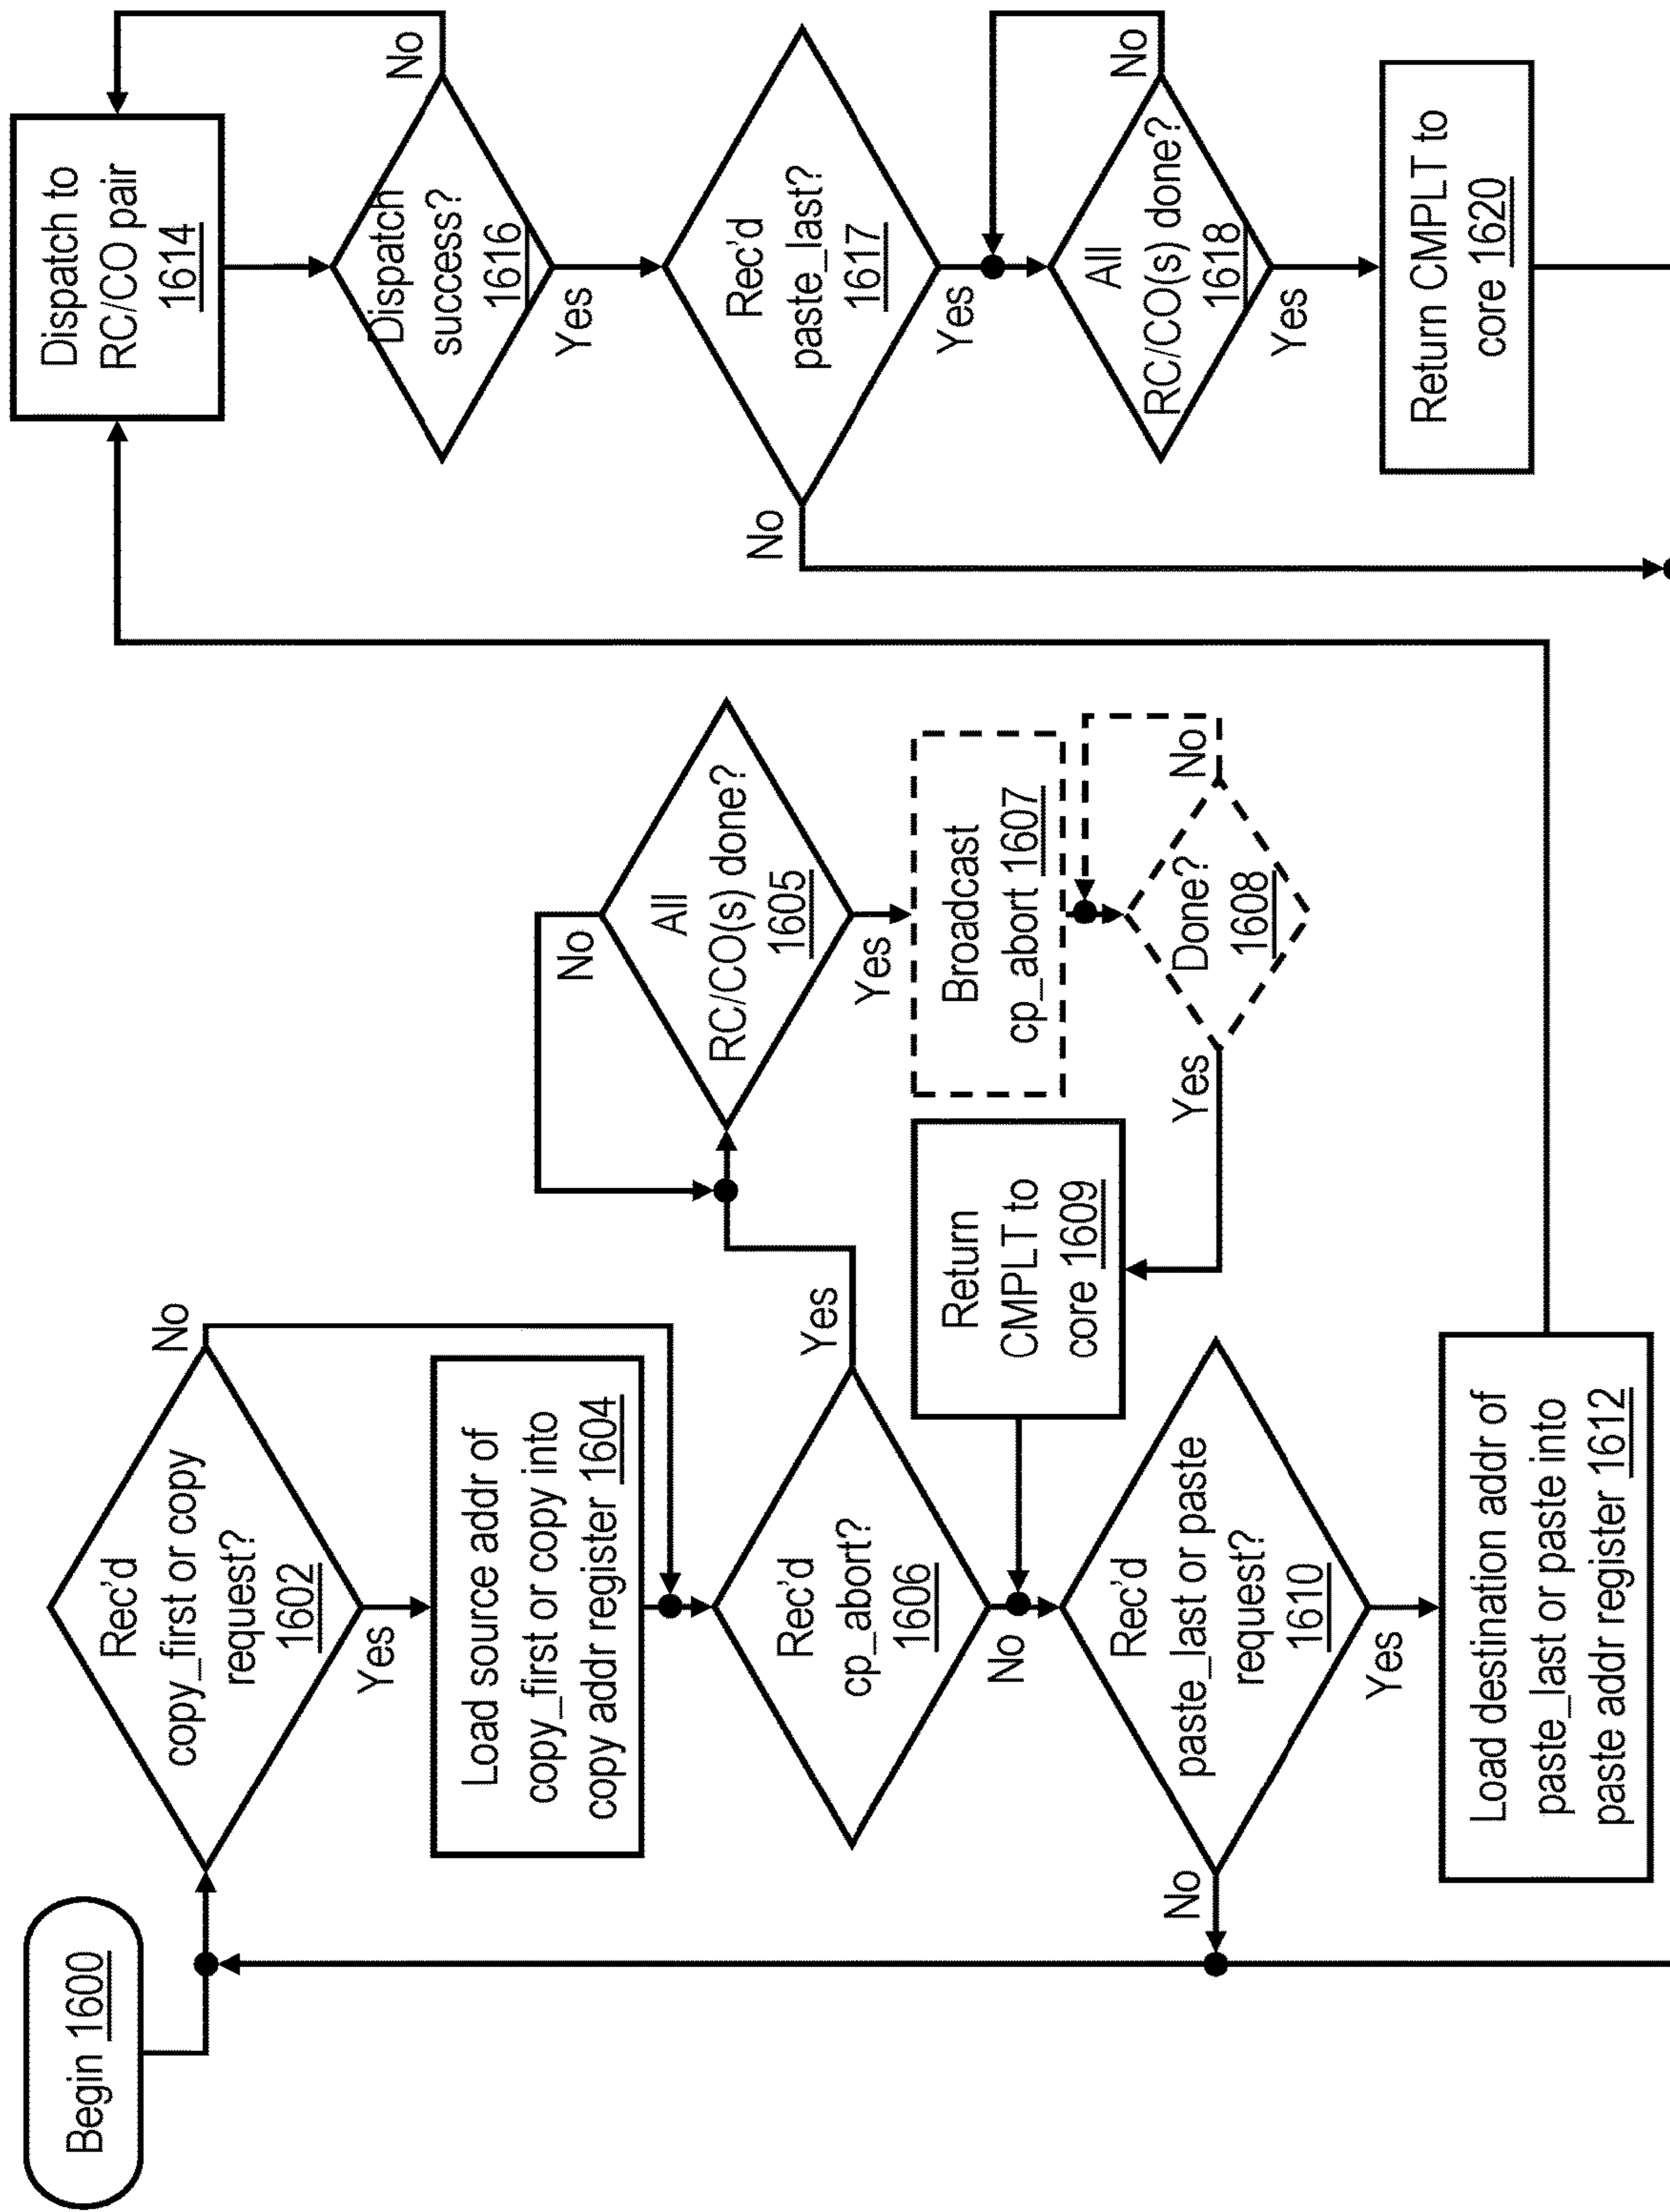 Begin 1600
Rec'd
copy_first or copy
request?
1602
No
Yes
Load source addr of
copy_first or copy into
copy addr register 1604
Rec'd
cp_abort?
1606
Yes
No
All
RC/CO(s) done?
1605
No
Yes
Broadcast
cp_abort 1607
Done?
1608
No
Yes
Return
CMPLT to
core 1609
Rec'd
paste_last or paste
request?
1610
No
Yes
Load destination addr of
paste_last or paste into
paste addr register 1612
Dispatch to
RC/CO pair
1614
Dispatch
success?
1616
No
Yes
Rec'd
paste_last?
1617
No
Yes
All
RC/CO(s) done?
1618
No
Yes
Return CMPLT to
core 1620